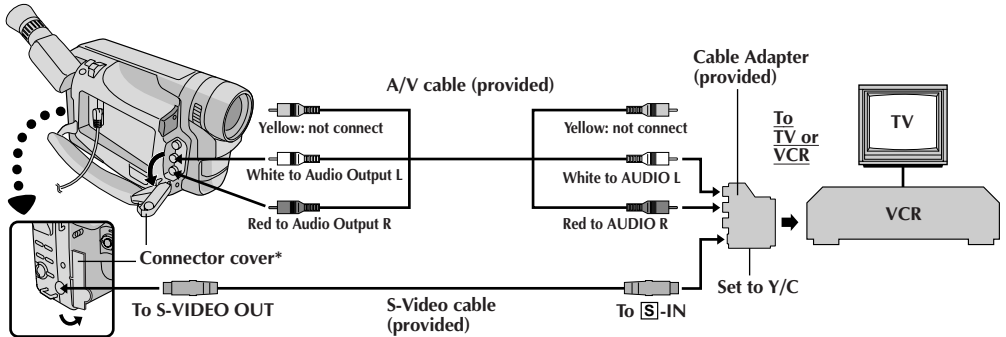 Cable Adapter
(provided)
A/V cable (provided)
To
TV or
VCR
TV
Yellow: not connect
Yellow: not connect
White to Audio Output L
White to AUDIO L
Red to Audio Output R
Red to AUDIO R
VCR
Connector cover*
Set to Y/C
To S-VIDEO OUT
S-Video cable
(provided)
To S-IN